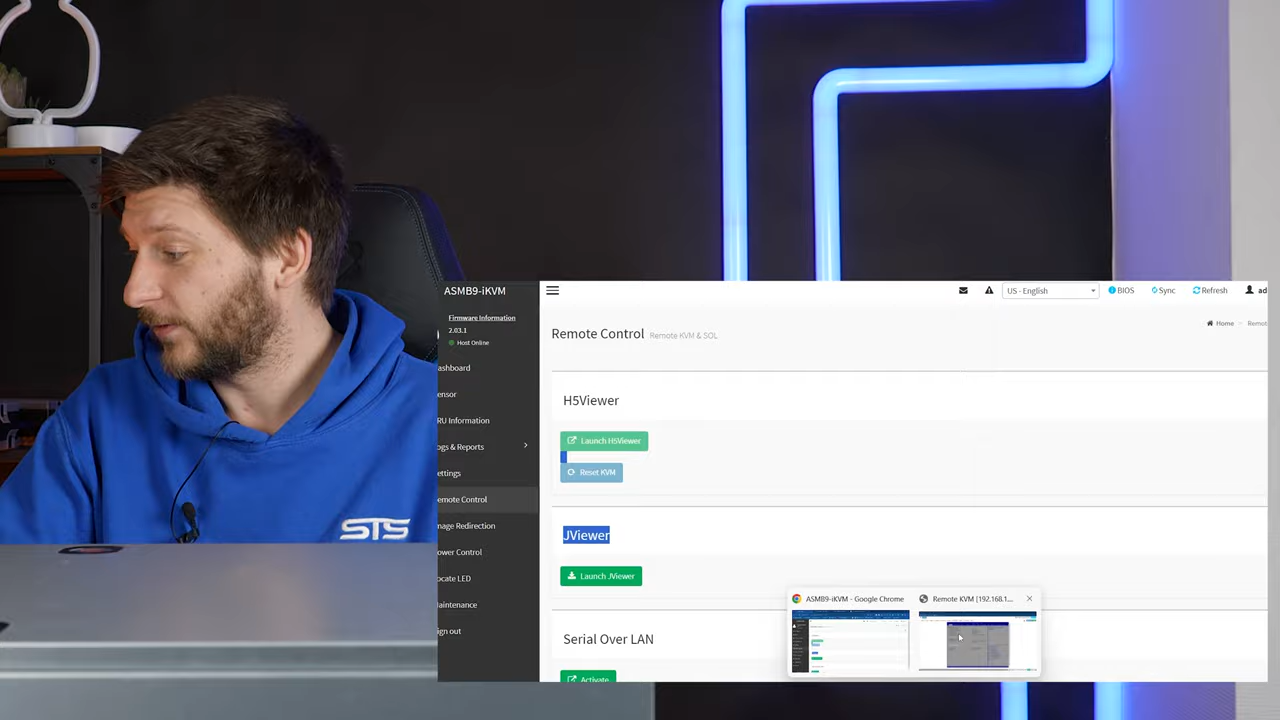 ASMB9-iKVM
Firmware Information
2.03.1
Host Online
ashboard
ensor
RU Information
ogs & Reports
ettings
emote Control
mage Redirection
ower Control
ocate LED
aintenance
ign out
US - English
BIOS
Sync
Refresh
ad
Remote Control Remote KVM & SOL
Home > Remot
H5Viewer
Launch H5Viewer
Reset KVM
JViewer
Launch JViewer
Serial Over LAN
Activate
ASMB9-iKVM - Google Chrome
Remote KVM [192.168.1...
STS